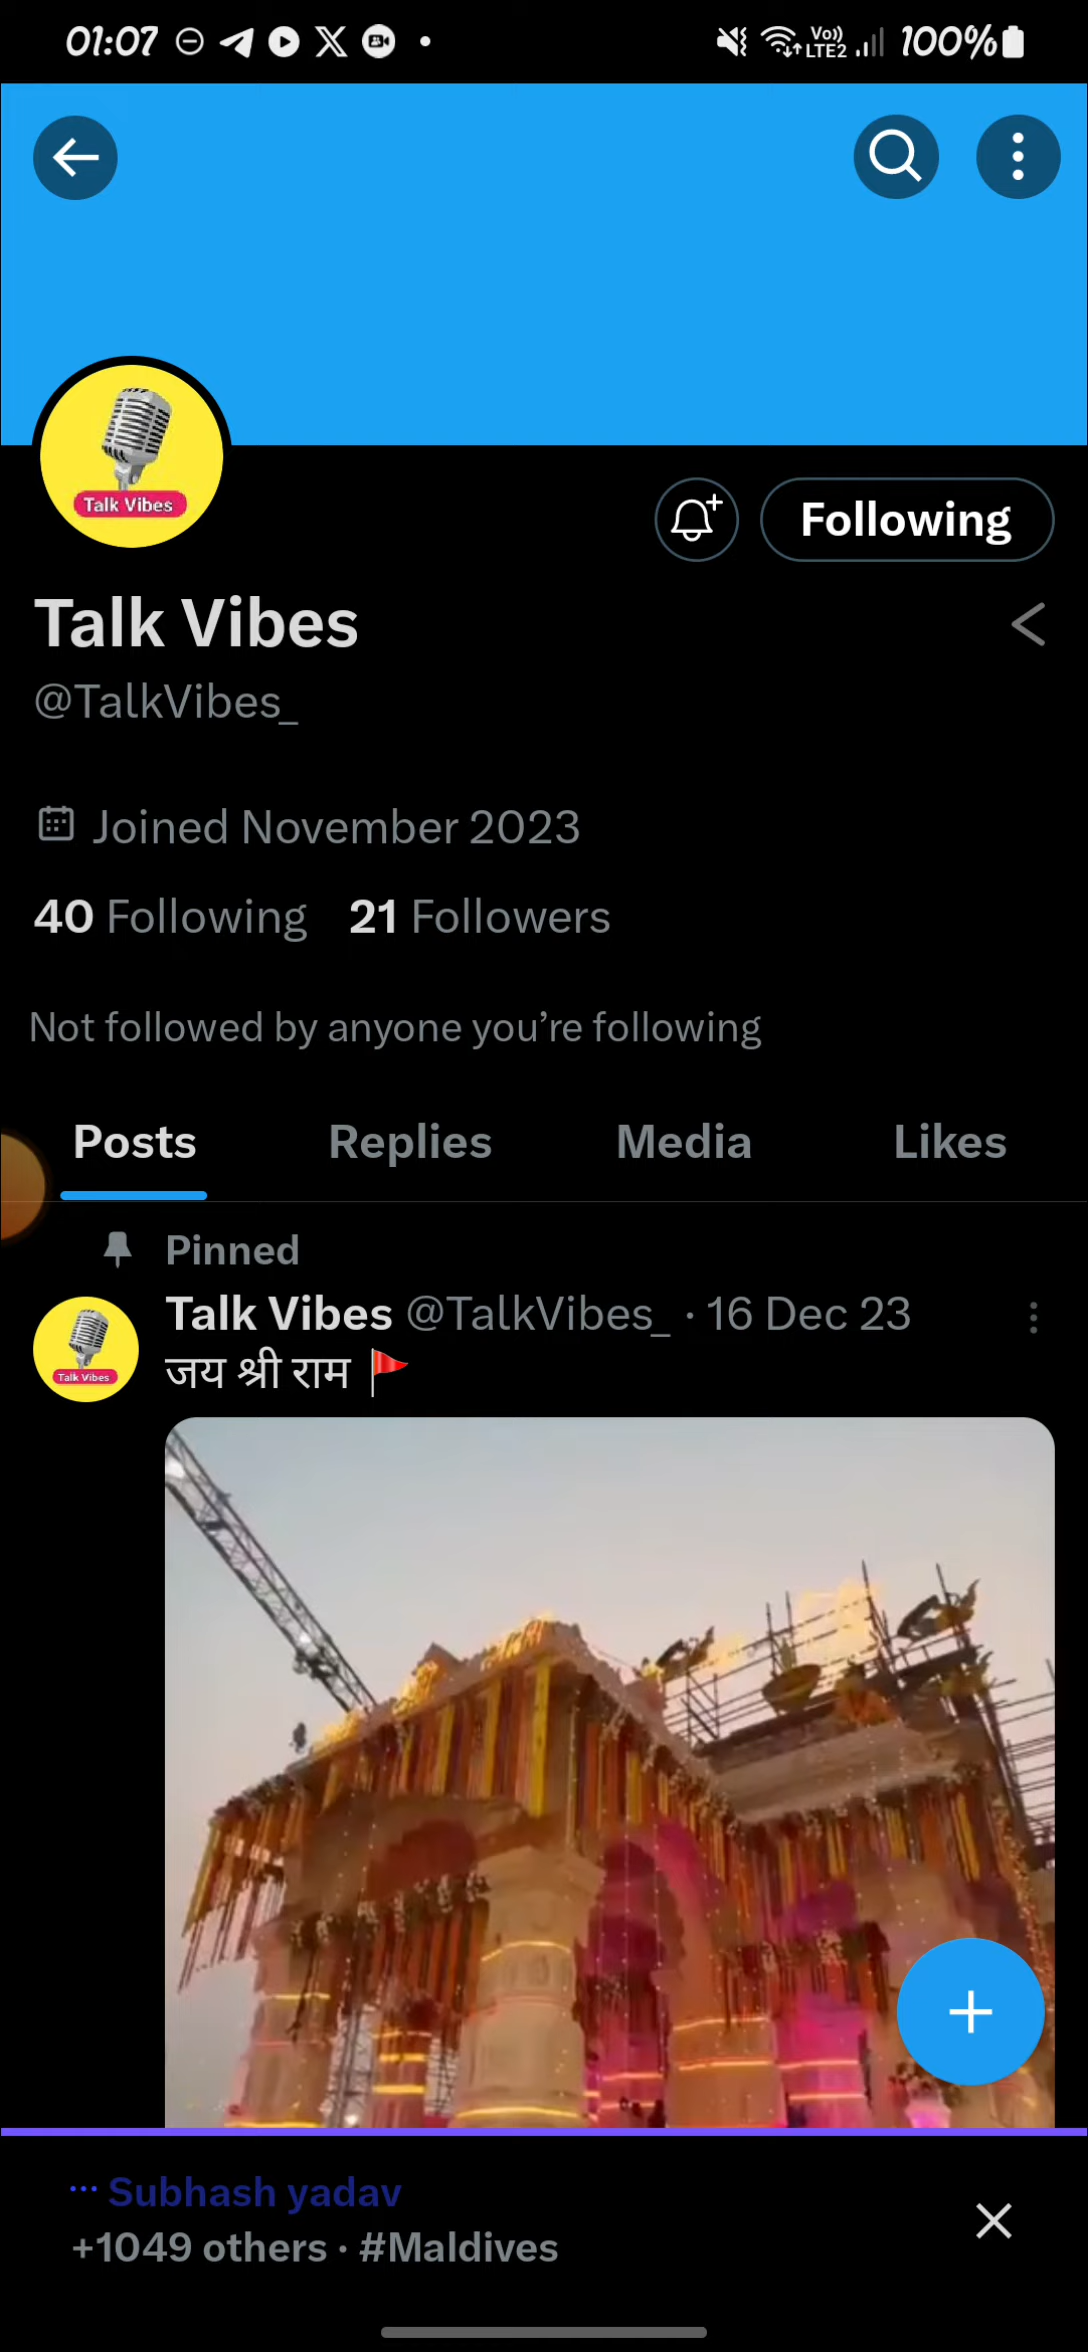 01:07 Vo)) LTE2 100%
Talk Vibes
Following
Talk Vibes
@TalkVibes_
Joined November 2023
40 Following 21 Followers
Not followed by anyone you’re following
Posts Replies Media Likes
Pinned
Talk Vibes @TalkVibes_ · 16 Dec 23
Talk Vibes
जय श्री राम 🚩
··· Subhash yadav
+1049 others · #Maldives